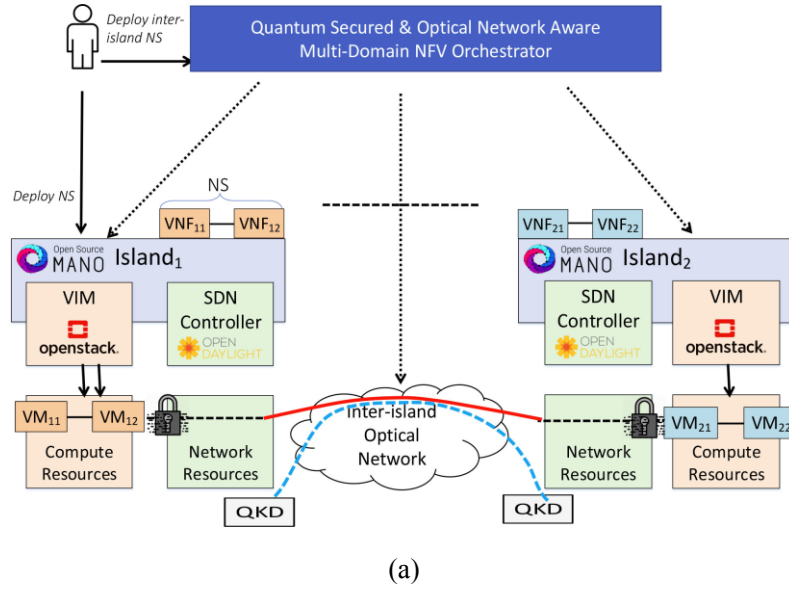 Deploy inter-
island NS
Quantum Secured & Optical Network Aware
Multi-Domain NFV Orchestrator
Deploy NS
NS
VNF₁₁
VNF₁₂
VNF₂₁
VNF₂₂
Open Source
MANO
Island₁
Open Source
MANO
Island₂
VIM
openstack.
SDN
Controller
OPEN
DAYLIGHT
SDN
Controller
OPEN
DAYLIGHT
VIM
openstack.
VM₁₁
VM₁₂
Compute
Resources
Network
Resources
Inter-island
Optical
Network
Network
Resources
VM₂₁
VM₂₂
Compute
Resources
QKD
QKD
(a)